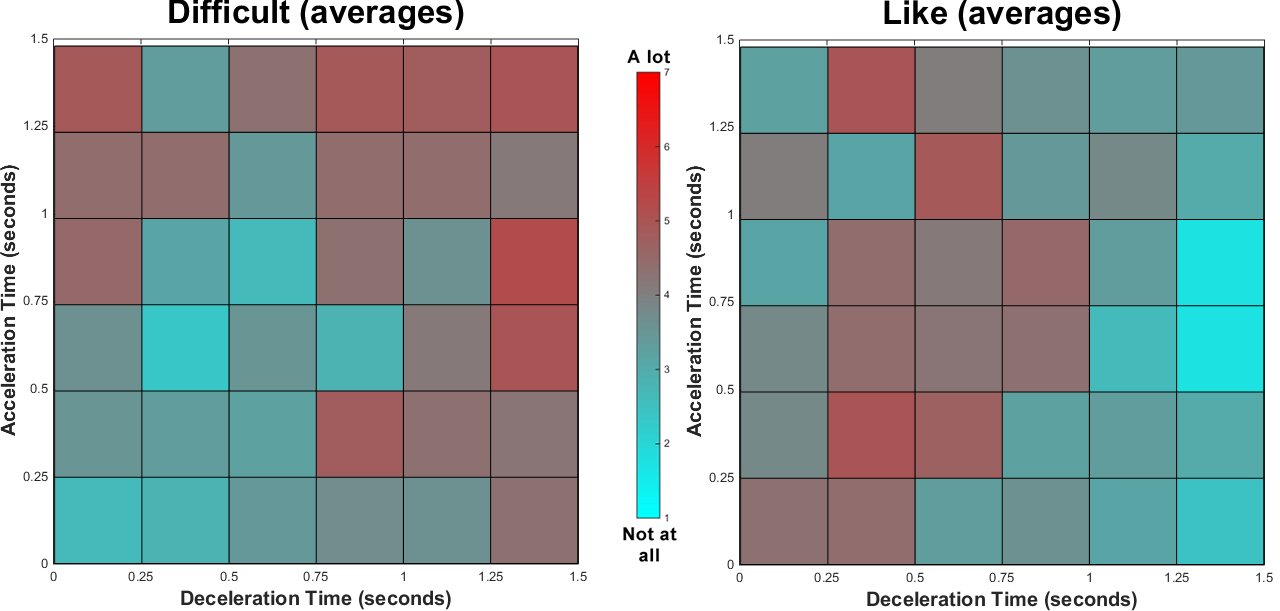 Difficult (averages)
Like (averages)
Acceleration Time (seconds)
1.5
1.25
1
0.75
0.5
0.25
0
0 0.25 0.5 0.75 1 1.25 1.5
Deceleration Time (seconds)
A lot
7
6
5
4
3
2
1
Not at
all
Acceleration Time (seconds)
1.5
1.25
1
0.75
0.5
0.25
0
0 0.25 0.5 0.75 1 1.25 1.5
Deceleration Time (seconds)